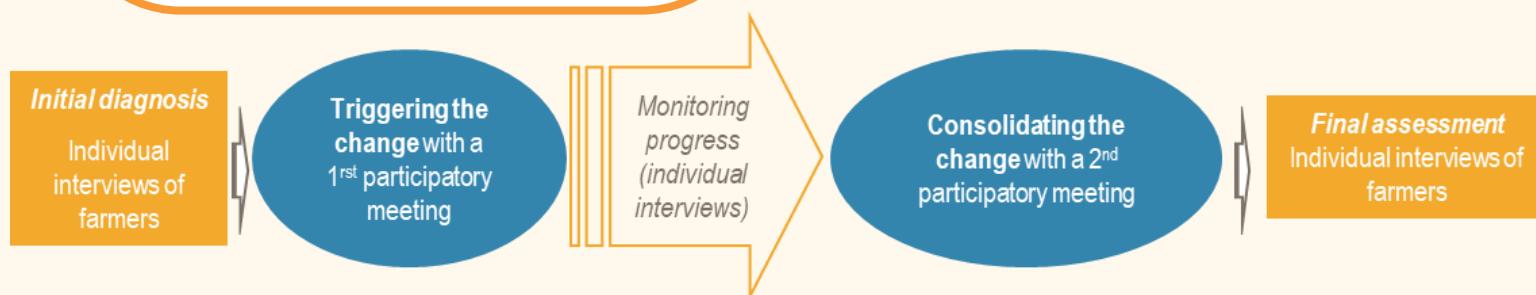 Initial diagnosis
Individual
interviews of
farmers
Triggering the
change with a
1rst participatory
meeting
Monitoring
progress
(individual
interviews)
Consolidating the
change with a 2nd
participatory meeting
Final assessment
Individual interviews of
farmers